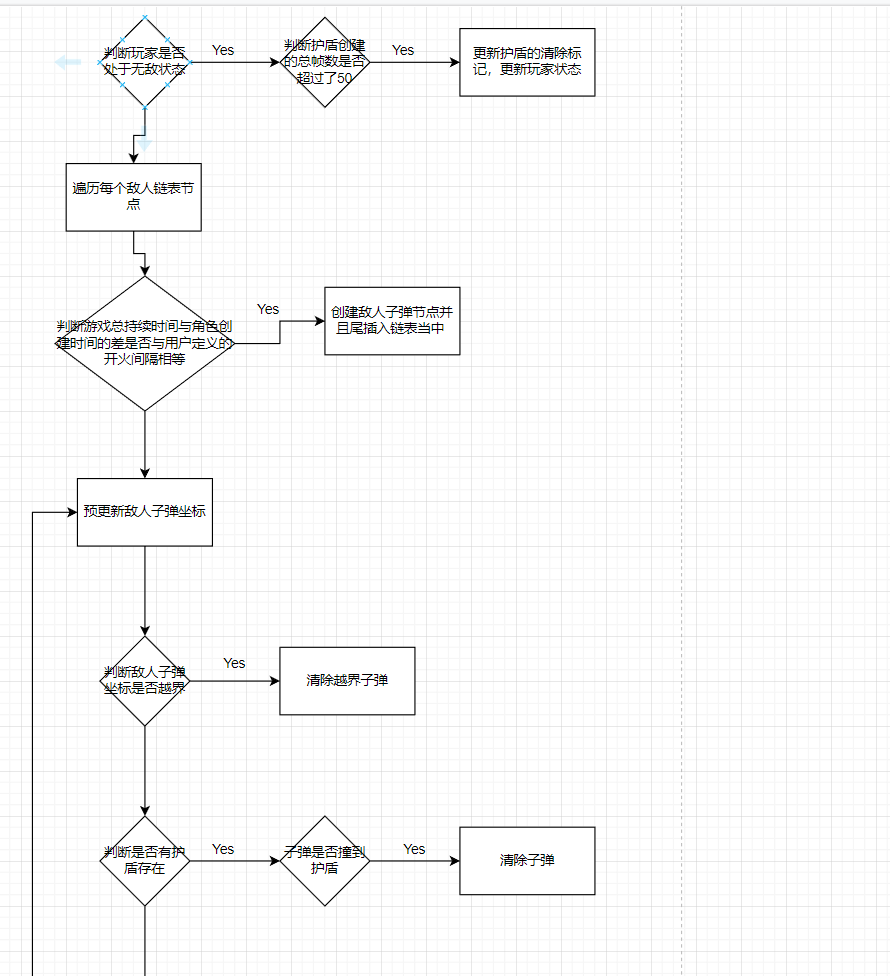 判断玩家是否
处于无敌状态
Yes
判断护盾创建
的总帧数是否
超过了50
Yes
更新护盾的清除标
记，更新玩家状态
遍历每个敌人链表节
点
判断游戏总持续时间与角色创
建时间的差是否与用户定义的
开火间隔相等
Yes
创建敌人子弹节点并
且尾插入链表当中
预更新敌人子弹坐标
判断敌人子弹
坐标是否越界
Yes
清除越界子弹
判断是否有护
盾存在
Yes
子弹是否撞到
护盾
Yes
清除子弹